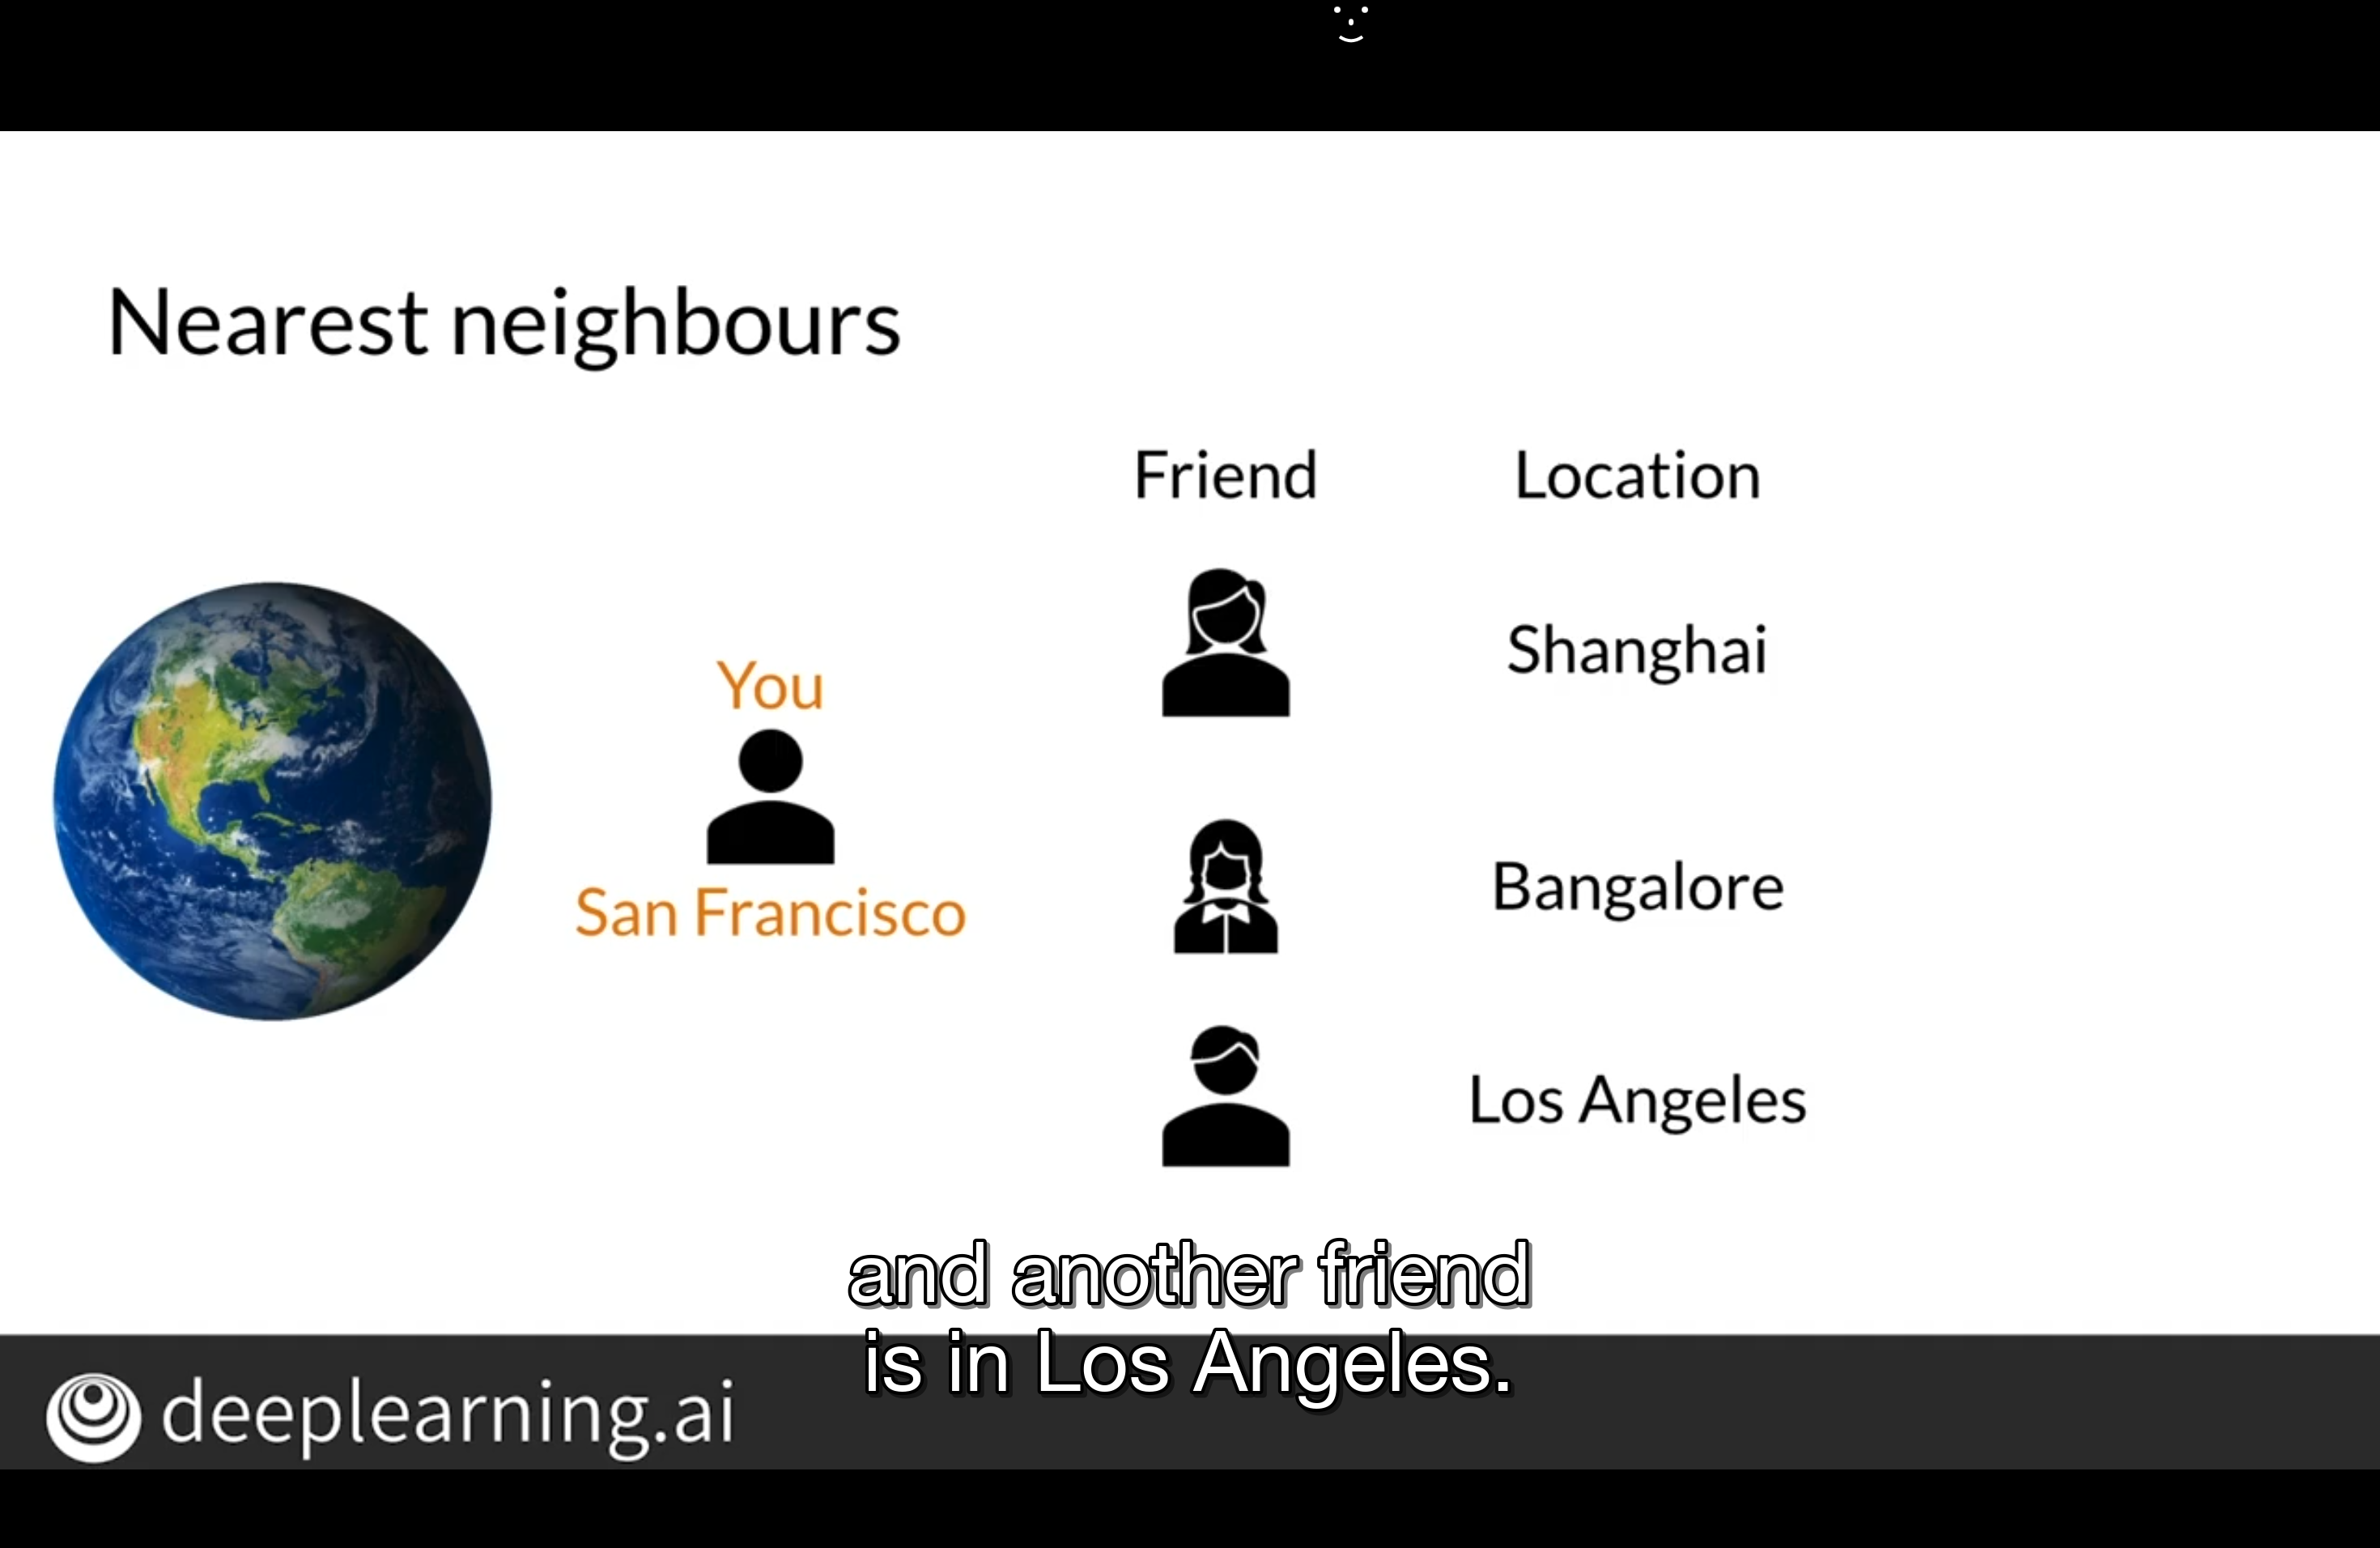 Nearest neighbours
Friend Location
Shanghai
You
San Francisco
Bangalore
Los Angeles
and another friend
is in Los Angeles.
deeplearning.ai